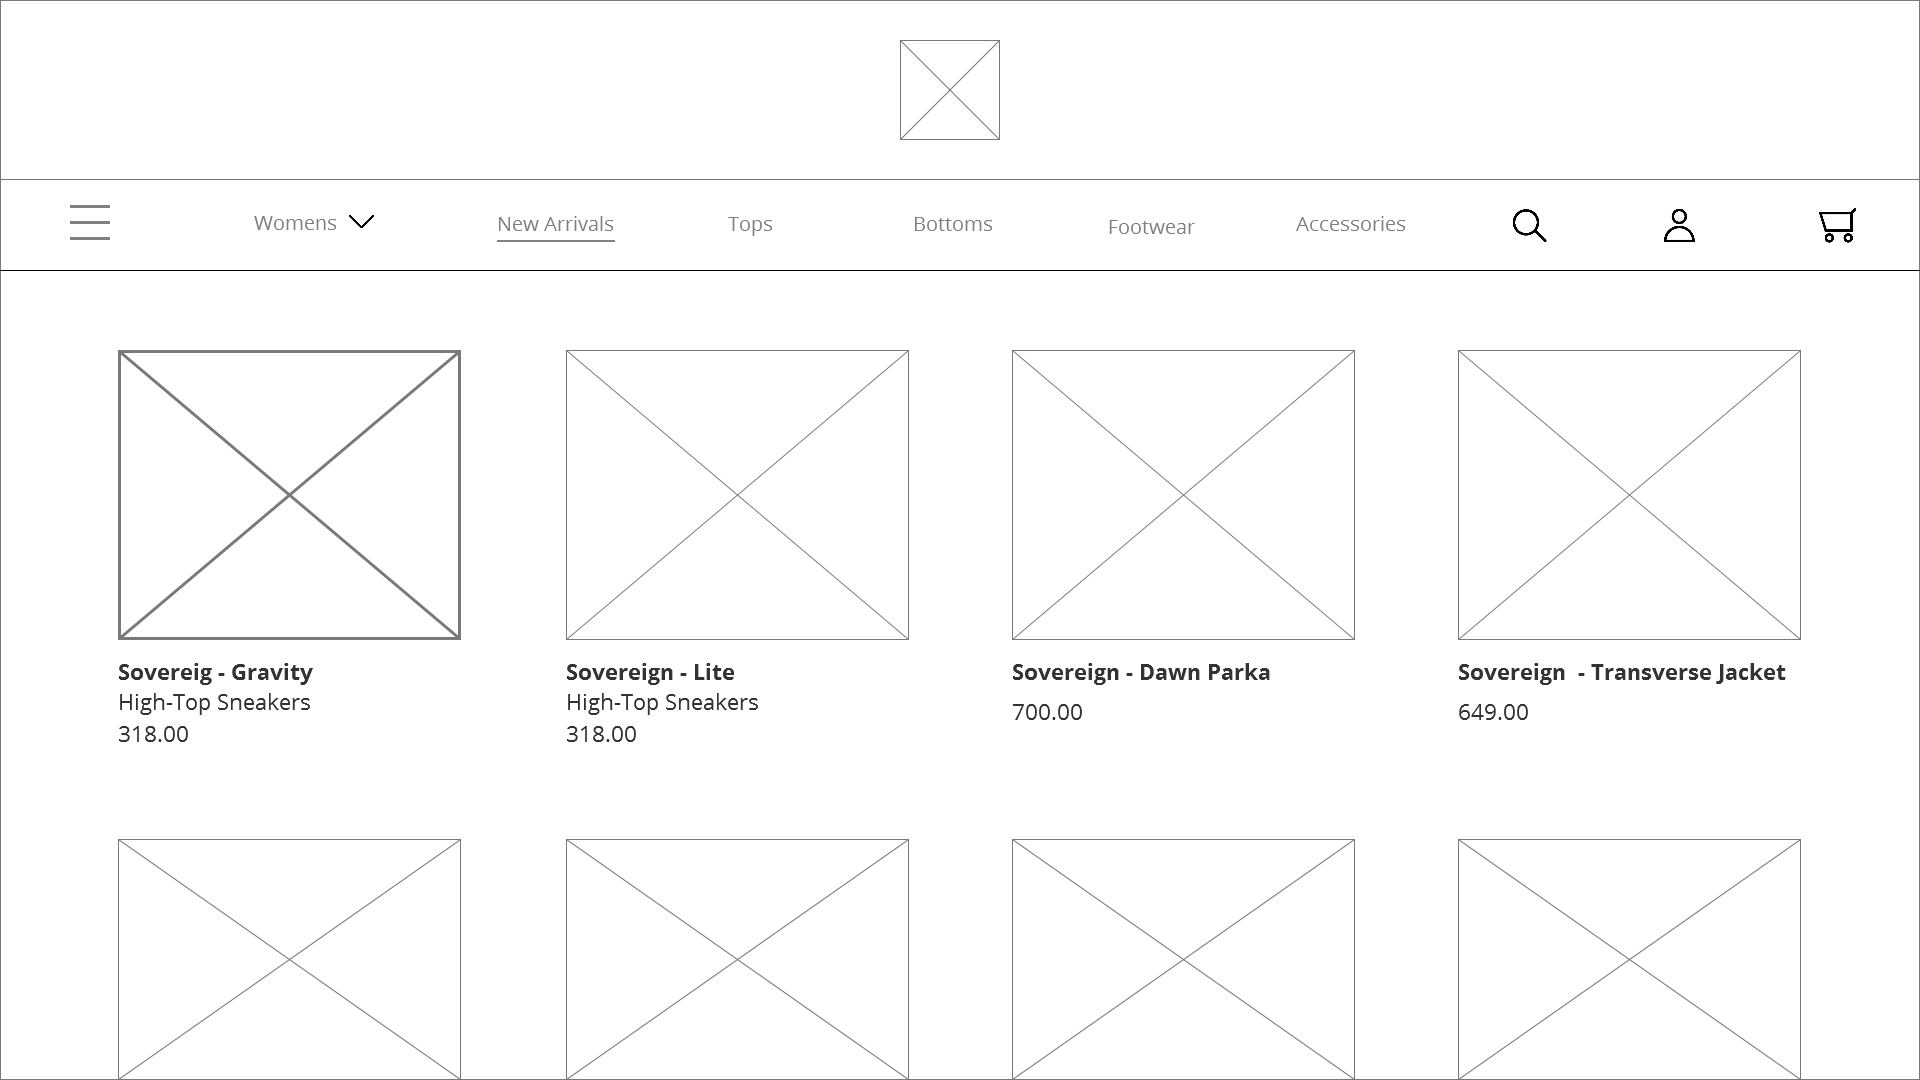 Womens
New Arrivals
Tops
Bottoms
Footwear
Accessories
Sovereig - Gravity
High-Top Sneakers
318.00
Sovereign - Lite
High-Top Sneakers
318.00
Sovereign - Dawn Parka
700.00
Sovereign  - Transverse Jacket
649.00